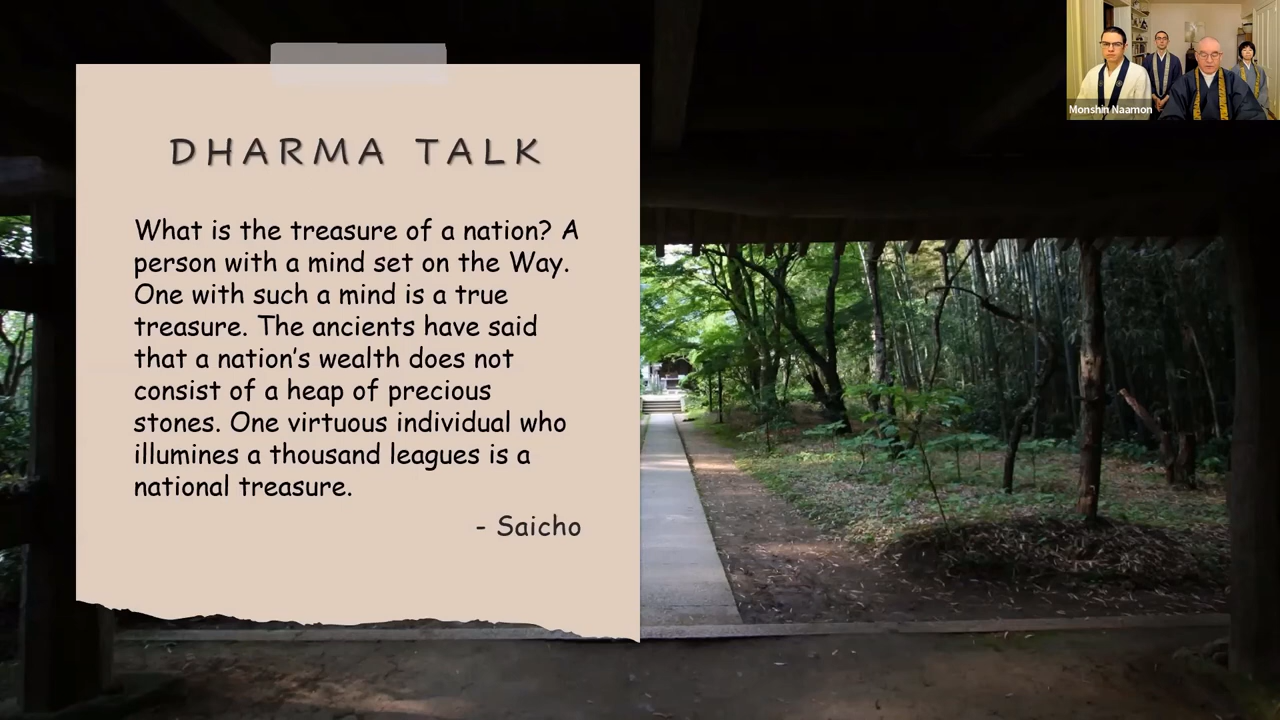 DHARMA TALK
What is the treasure of a nation? A
person with a mind set on the Way.
One with such a mind is a true
treasure. The ancients have said
that a nation's wealth does not
consist of a heap of precious
stones. One virtuous individual who
illumines a thousand leagues is a
national treasure.
- Saicho
Monshin Naamon